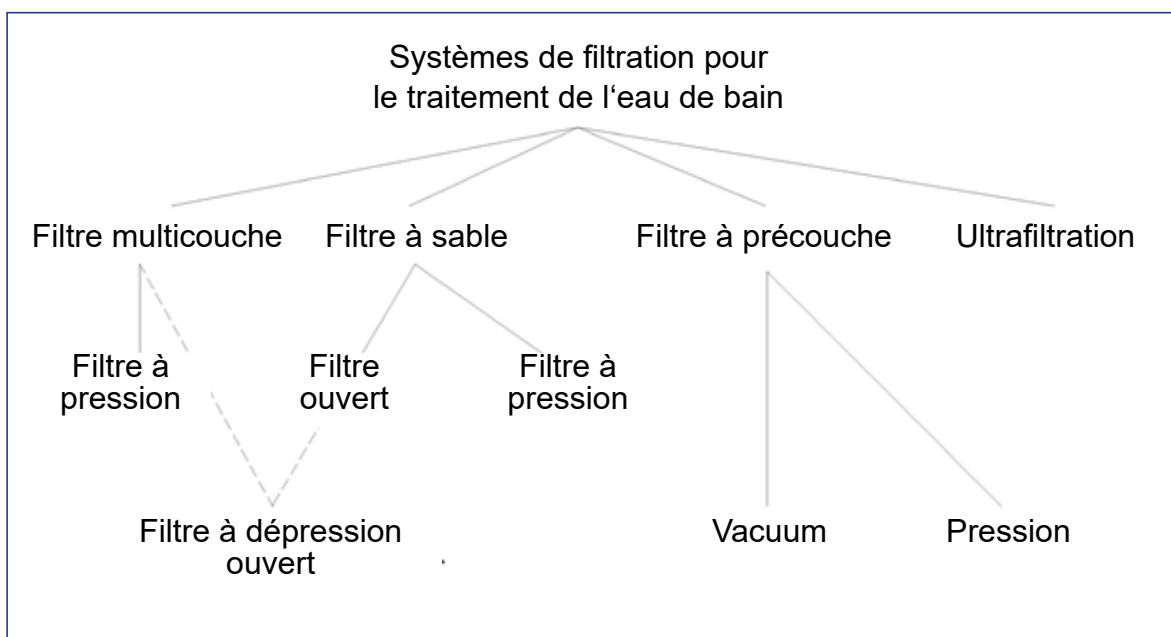 Systèmes de filtration pour
le traitement de l‘eau de bain
Filtre multicouche
Filtre à sable
Filtre à précouche
Ultrafiltration
Filtre à
pression
Filtre
ouvert
Filtre à
pression
Filtre à dépression
ouvert
Vacuum
Pression